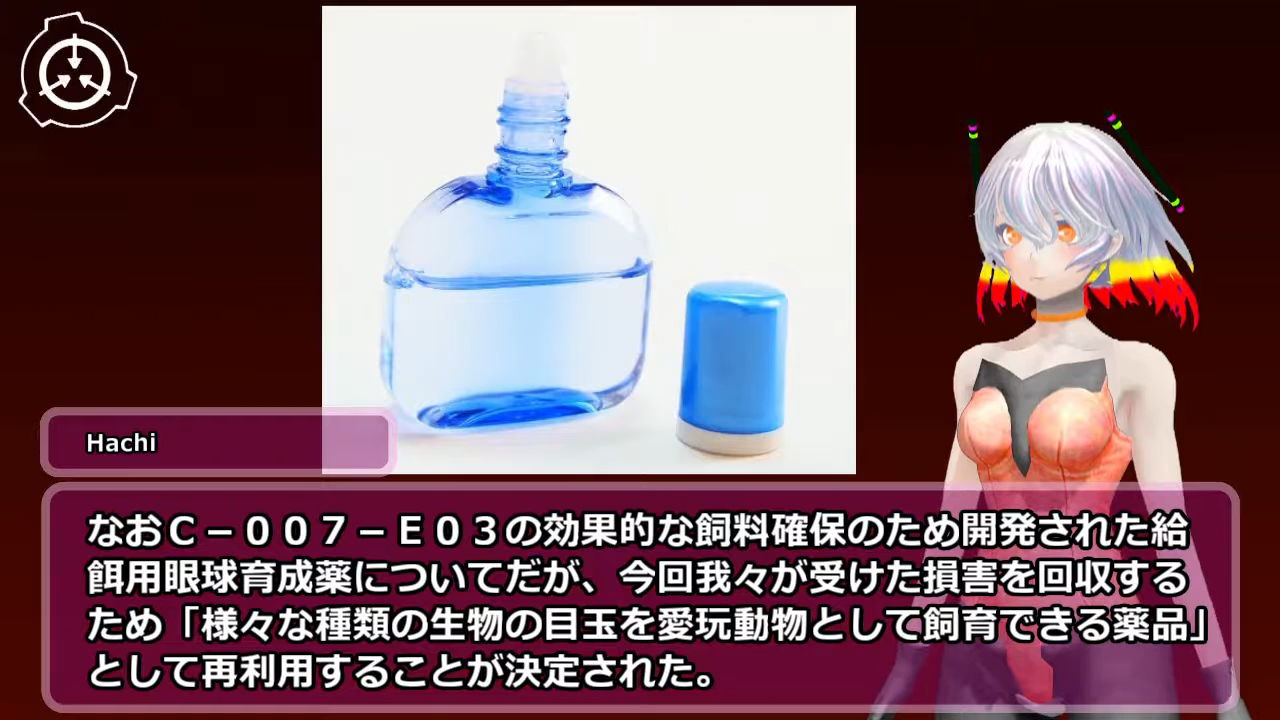 Hachi
なおＣ－００７－Ｅ０３の効果的な飼料確保のため開発された給
餌用眼球育成薬についてだが、今回我々が受けた損害を回収する
ため「様々な種類の生物の目玉を愛玩動物として飼育できる薬品」
として再利用することが決定された。